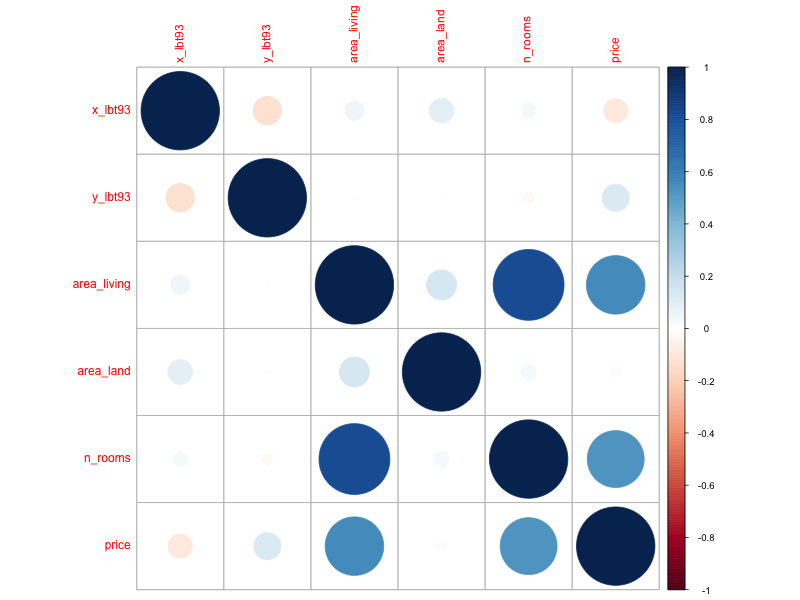 x_lbt93
y_lbt93
area_living
area_land
n_rooms
price
x_lbt93
y_lbt93
area_living
area_land
n_rooms
price
1
0.8
0.6
0.4
0.2
0
-0.2
-0.4
-0.6
-0.8
-1